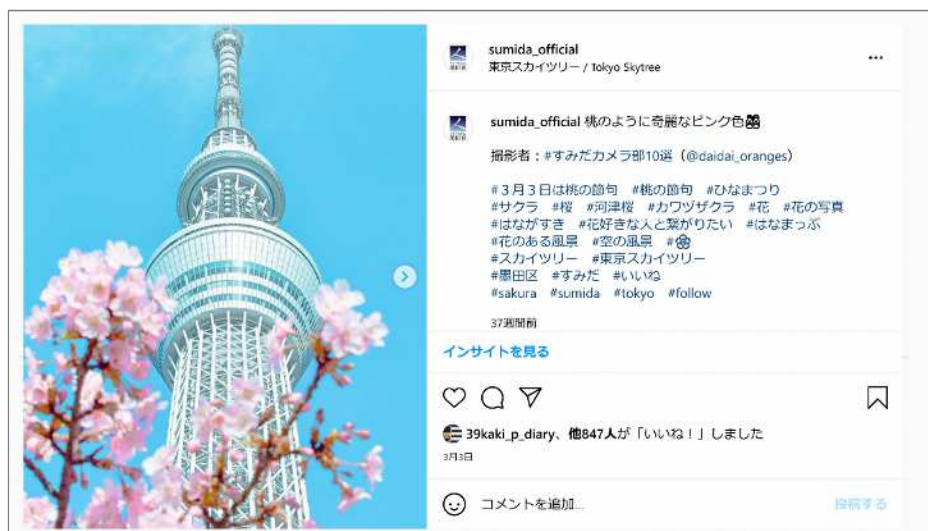 sumida_official
東京スカイツリー / Tokyo Skytree
sumida_official 桃のように奇麗なピンク色🎎
撮影者：#すみだカメラ部10選（@daidai_oranges）
#３月３日は桃の節句 #桃の節句 #ひなまつり
#サクラ #桜 #河津桜 #カワヅザクラ #花 #花の写真
#はながすき #花好きな人と繋がりたい #はなまっぷ
#花のある風景 #空の風景 #🌸
#スカイツリー #東京スカイツリー
#墨田区 #すみだ #いいね
#sakura #sumida #tokyo #follow
37週間前
インサイトを見る
39kaki_p_diary、他847人が「いいね！」しました
3月3日
コメントを追加...
投稿する